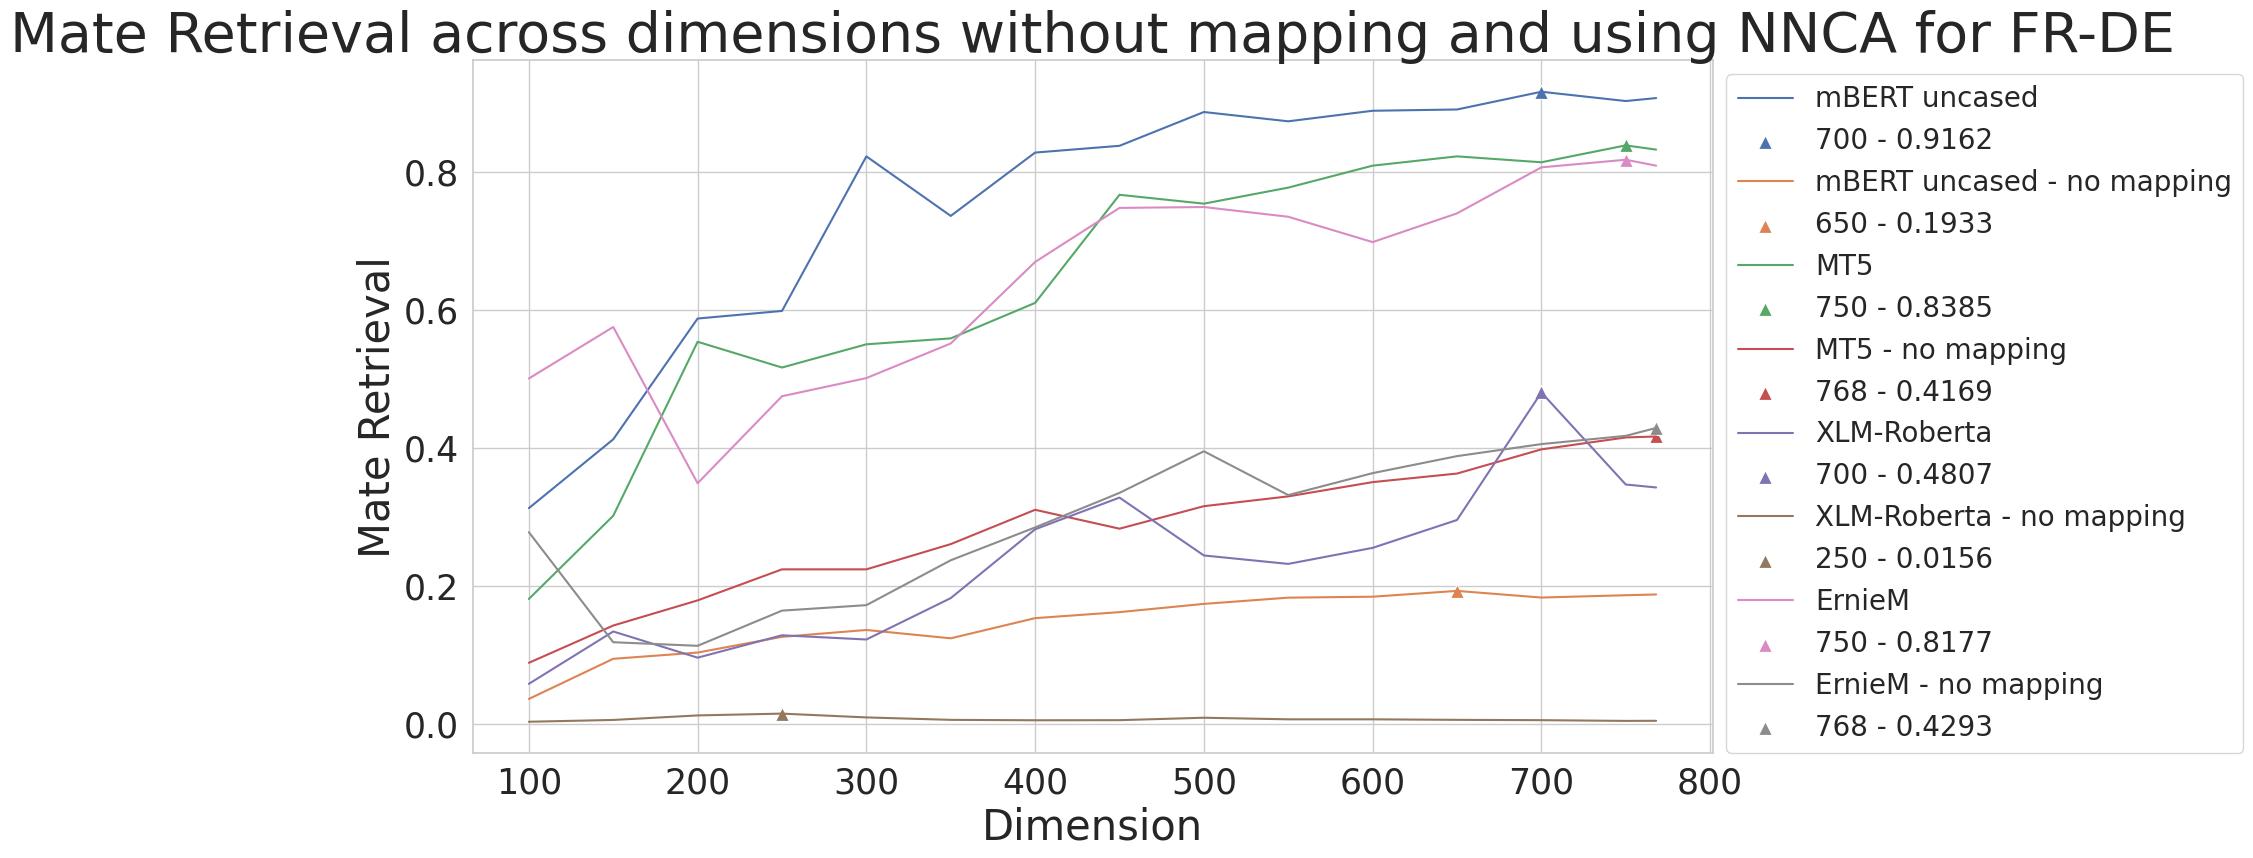 Mate Retrieval across dimensions without mapping and using NNCA for FR-DE
Mate Retrieval
0.8
0.6
0.4
0.2
0.0
100 200 300 400 500 600 700 800
Dimension
mBERT uncased
700 - 0.9162
mBERT uncased - no mapping
650 - 0.1933
MT5
750 - 0.8385
MT5 - no mapping
768 - 0.4169
XLM-Roberta
700 - 0.4807
XLM-Roberta - no mapping
250 - 0.0156
ErnieM
750 - 0.8177
ErnieM - no mapping
768 - 0.4293